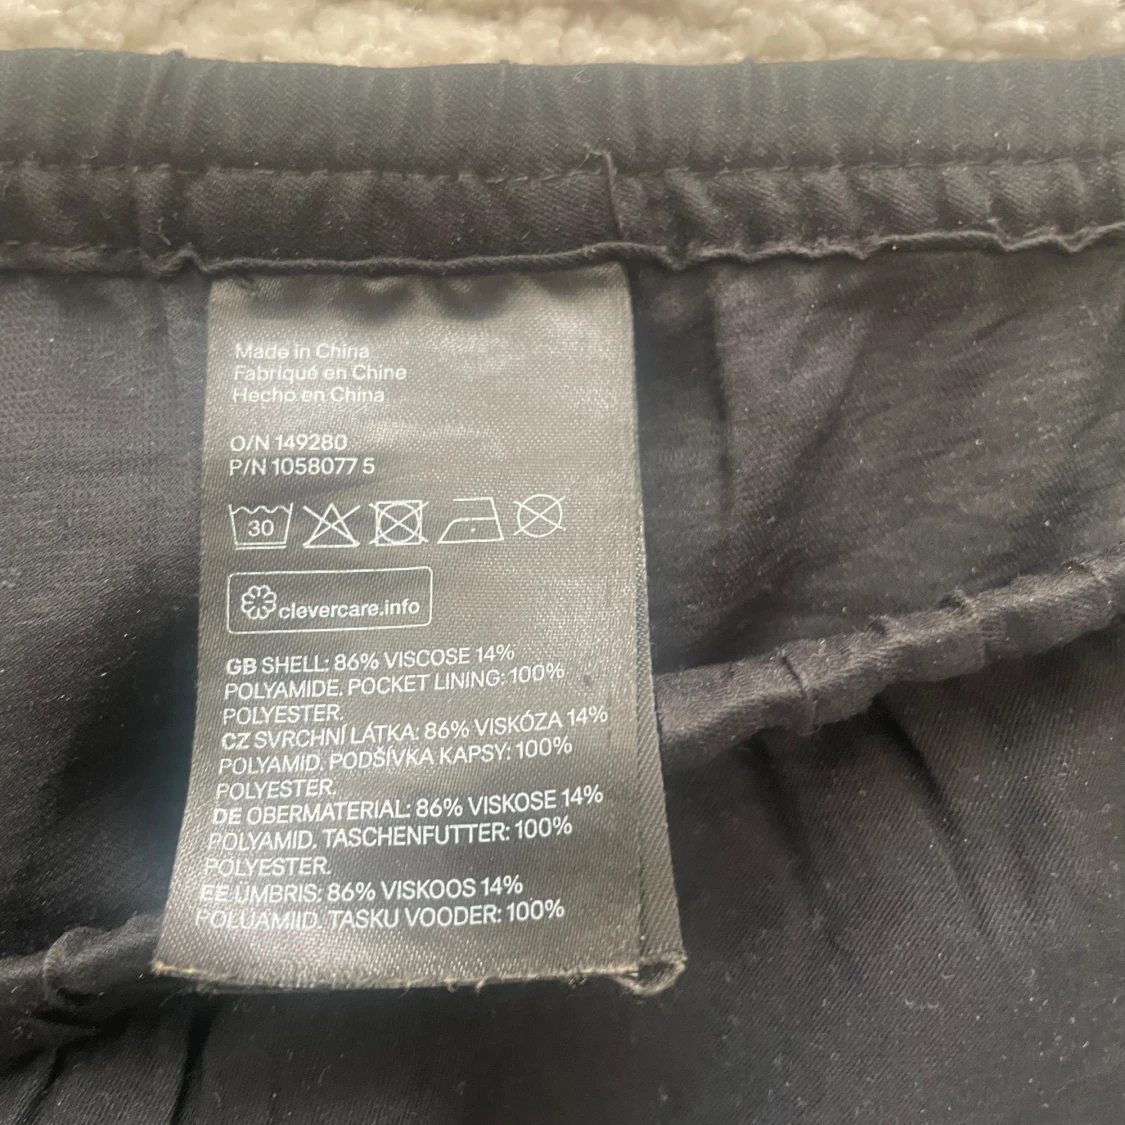 Made in China
Fabriqué en Chine
Hecho en China
O/N 149280
P/N 1058077 5
30
clevercare.info
GB SHELL: 86% VISCOSE 14%
POLYAMIDE. POCKET LINING: 100%
POLYESTER.
CZ SVRCHNÍ LÁTKA: 86% VISKÓZA 14%
POLYAMID. PODŠÍVKA KAPSY: 100%
POLYESTER.
DE OBERMATERIAL: 86% VISKOSE 14%
POLYAMID. TASCHENFUTTER: 100%
POLYESTER.
EE ÜMBRIS: 86% VISKOOS 14%
POLÜAMIID. TASKU VOODER: 100%